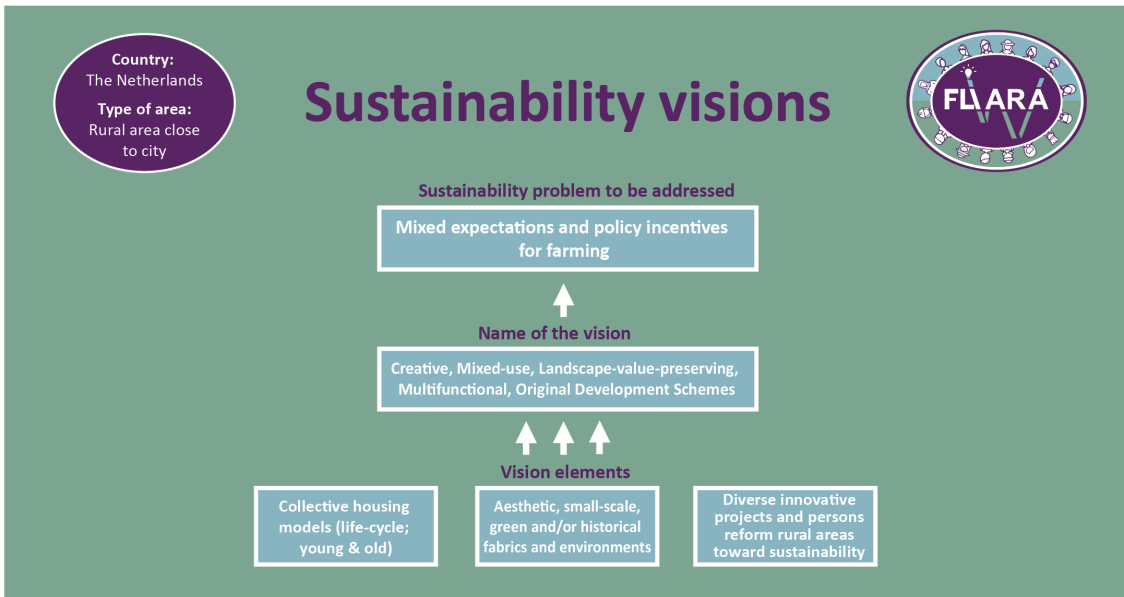 Country:
The Netherlands
Type of area:
Rural area close
to city
Sustainability visions
FLIARA
Sustainability problem to be addressed
Mixed expectations and policy incentives
for farming
Name of the vision
Creative, Mixed-use, Landscape-value-preserving,
Multifunctional, Original Development Schemes
Vision elements
Collective housing
models (life-cycle;
young & old)
Aesthetic, small-scale,
green and/or historical
fabrics and environments
Diverse innovative
projects and persons
reform rural areas
toward sustainability